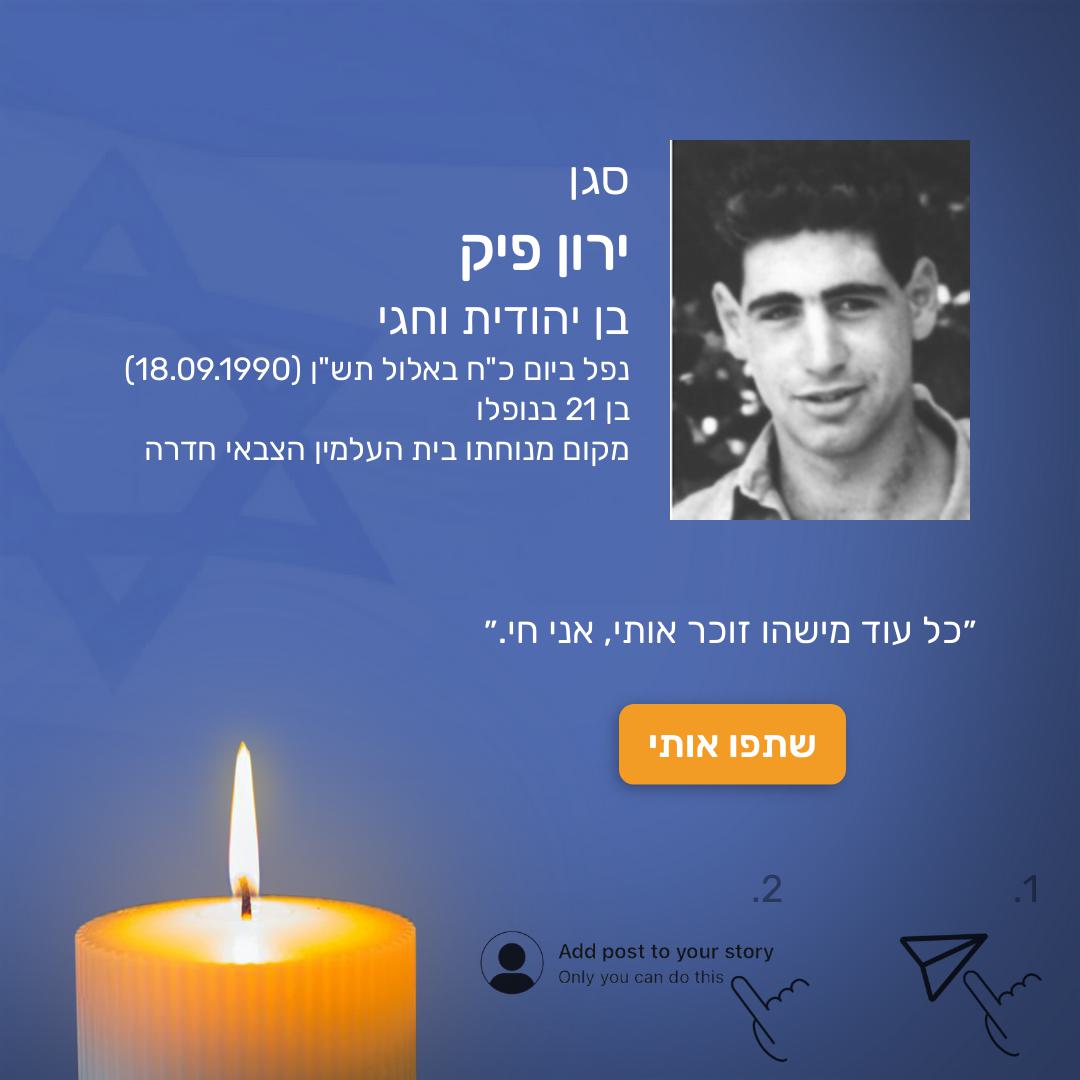 סגן
ירון פיק
בן יהודית וחגי
נפל ביום כ"ח באלול תש"ן (18.09.1990)
בן 21 בנופלו
מקום מנוחתו בית העלמין הצבאי חדרה
״כל עוד מישהו זוכר אותי, אני חי.״
שתפו אותי
1.
2.
Add post to your story
Only you can do this